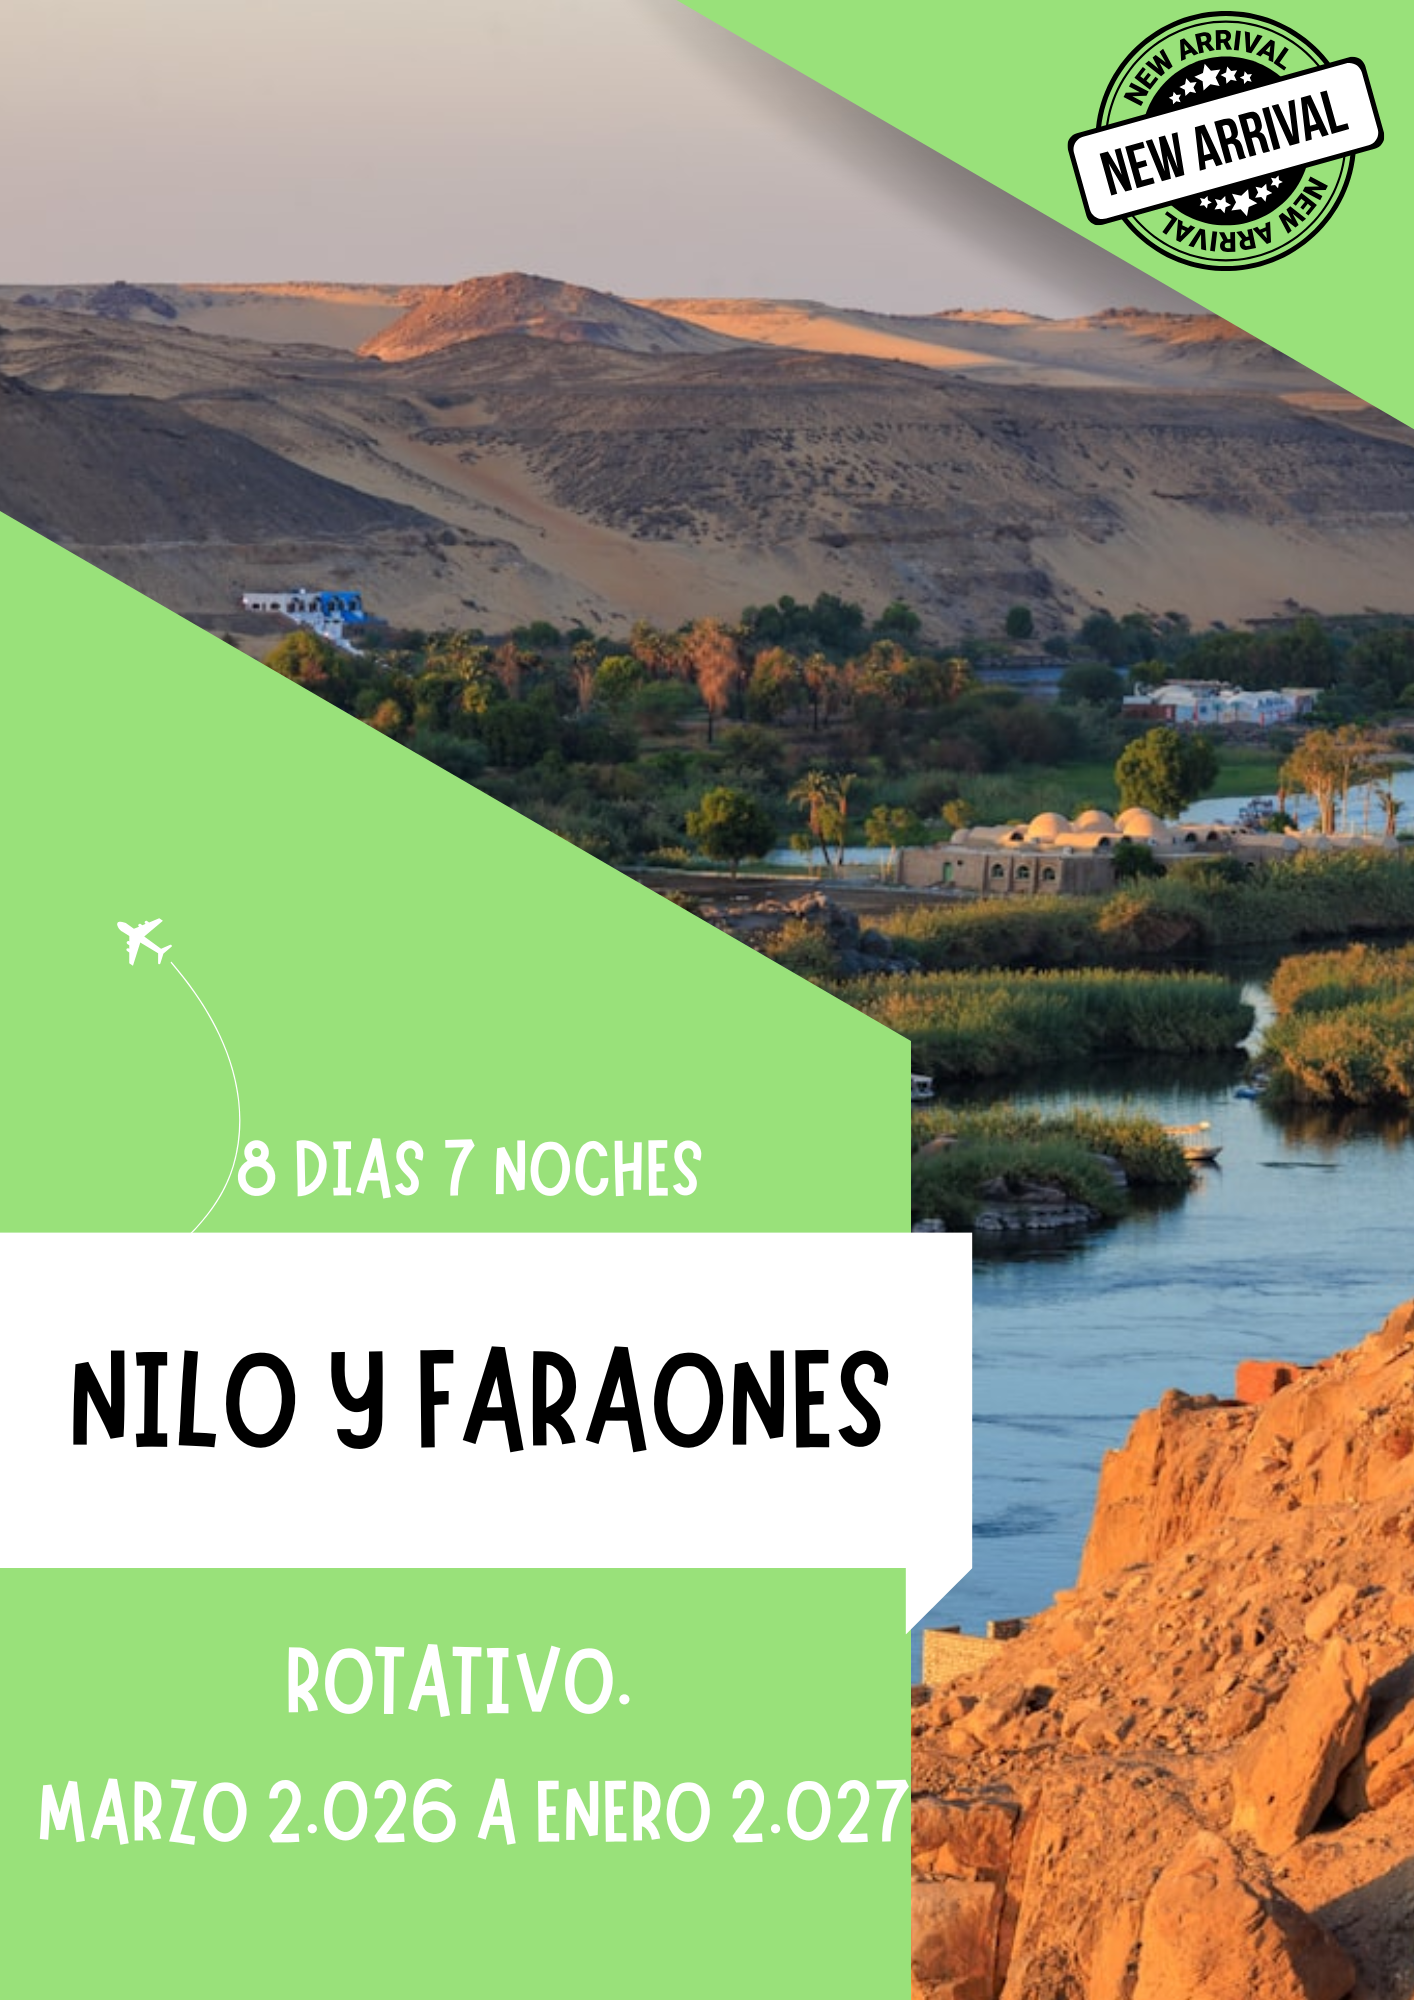 NEW ARRIVAL
NEW ARRIVAL
NEW ARRIVAL
8 DIAS 7 NOCHES
NILO Y FARAONES
ROTATIVO.
MARZO 2.026 A ENERO 2.027